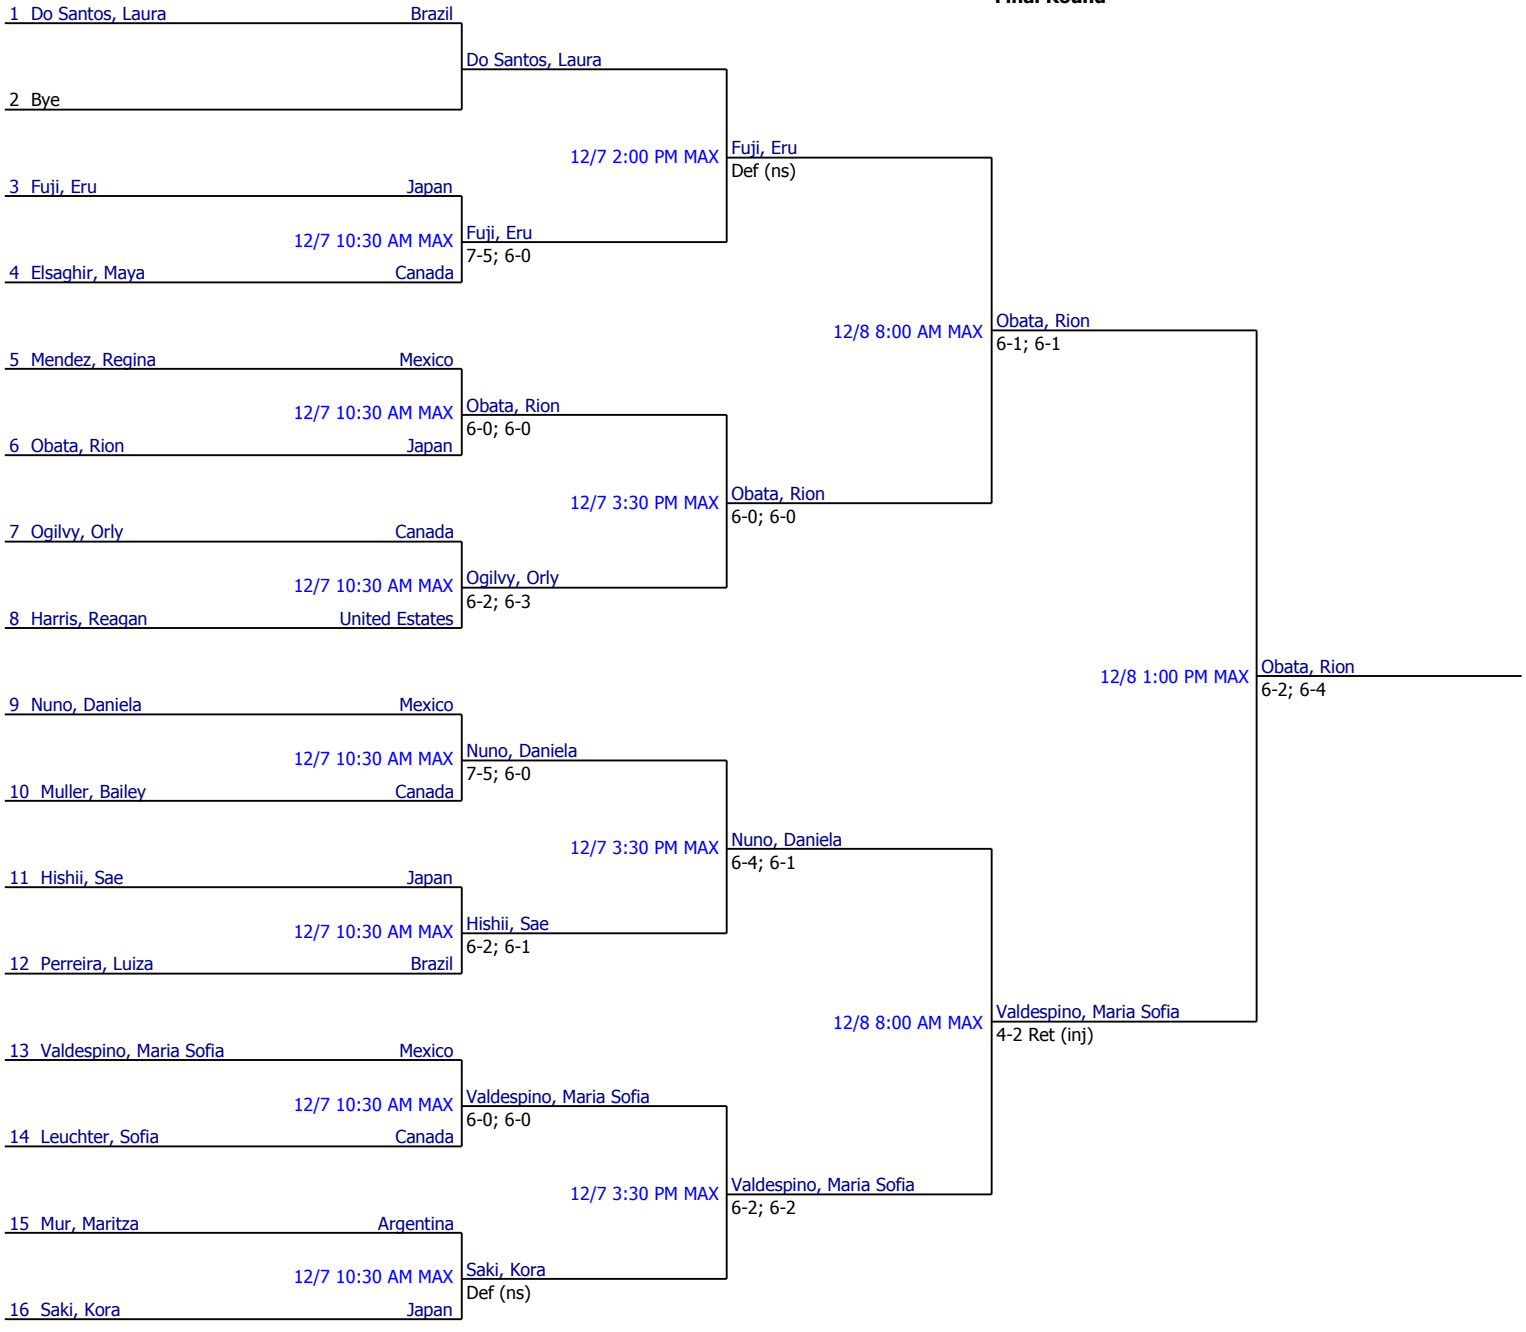 Final Round
1 Do Santos, Laura Brazil
Do Santos, Laura
2 Bye
12/7 2:00 PM MAX Fuji, Eru
Def (ns)
3 Fuji, Eru Japan
12/7 10:30 AM MAX Fuji, Eru
7-5; 6-0
4 Elsaghir, Maya Canada
12/8 8:00 AM MAX Obata, Rion
6-1; 6-1
5 Mendez, Regina Mexico
12/7 10:30 AM MAX Obata, Rion
6-0; 6-0
6 Obata, Rion Japan
12/7 3:30 PM MAX Obata, Rion
6-0; 6-0
7 Ogilvy, Orly Canada
12/7 10:30 AM MAX Ogilvy, Orly
6-2; 6-3
8 Harris, Reagan United States
12/8 1:00 PM MAX Obata, Rion
6-2; 6-4
9 Nuno, Daniela Mexico
12/7 10:30 AM MAX Nuno, Daniela
7-5; 6-0
10 Muller, Bailey Canada
12/7 3:30 PM MAX Nuno, Daniela
6-4; 6-1
11 Hishii, Sae Japan
12/7 10:30 AM MAX Hishii, Sae
6-2; 6-1
12 Perreira, Luiza Brazil
12/8 8:00 AM MAX Valdespino, Maria Sofia
4-2 Ret (inj)
13 Valdespino, Maria Sofia Mexico
12/7 10:30 AM MAX Valdespino, Maria Sofia
6-0; 6-0
14 Leuchter, Sofia Canada
12/7 3:30 PM MAX Valdespino, Maria Sofia
6-2; 6-2
15 Mur, Maritza Argentina
12/7 10:30 AM MAX Saki, Kora
Def (ns)
16 Saki, Kora Japan